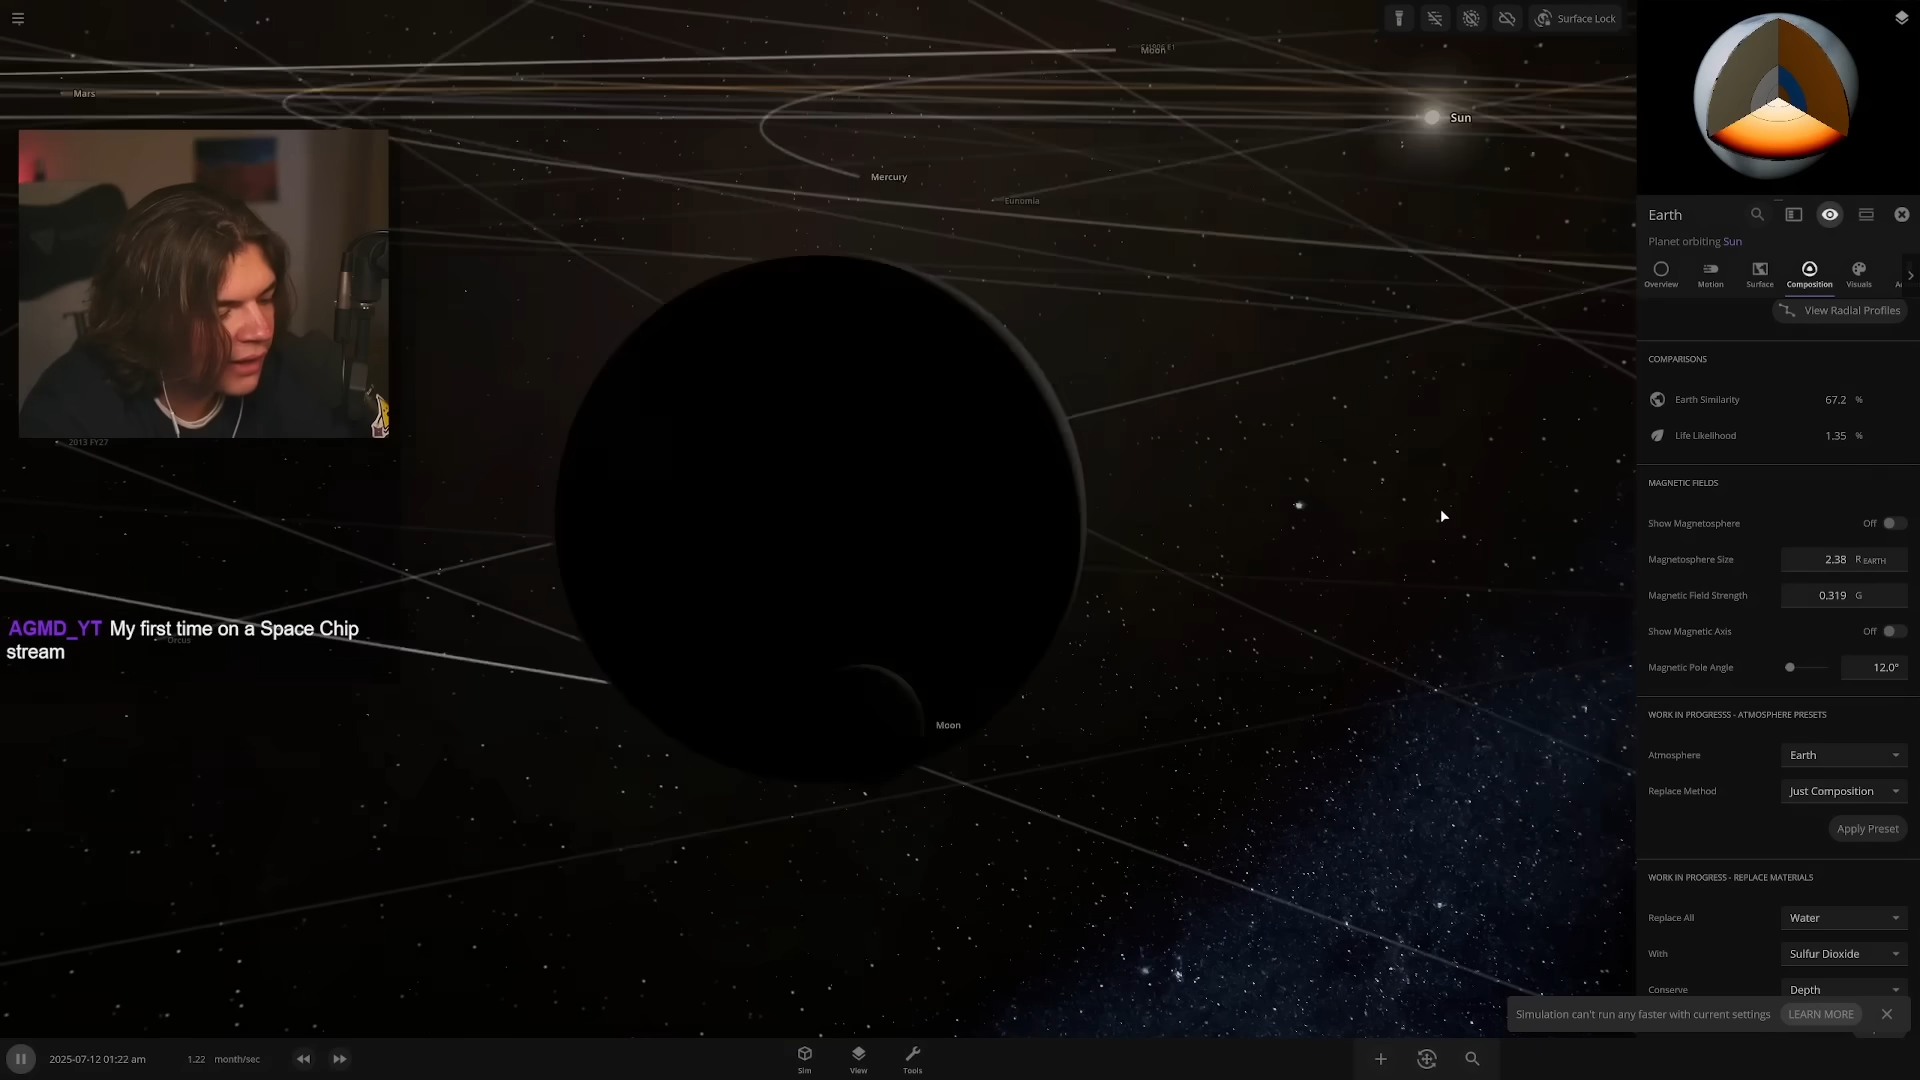 Surface Lock
Moon
Mars
Sun
Mercury
Eunomia
2013 FY27
AGMD_YT My first time on a Space Chip
stream
Orcus
Moon
Earth
Planet orbiting Sun
Overview
Motion
Surface
Composition
Visuals
View Radial Profiles
COMPARISONS
Earth Similarity 67.2 %
Life Likelihood 1.35 %
MAGNETIC FIELDS
Show Magnetosphere Off
Magnetosphere Size 2.38 R EARTH
Magnetic Field Strength 0.319 G
Show Magnetic Axis Off
Magnetic Pole Angle 12.0°
WORK IN PROGRESSS - ATMOSPHERE PRESETS
Atmosphere Earth
Replace Method Just Composition
Apply Preset
WORK IN PROGRESS - REPLACE MATERIALS
Replace All Water
With Sulfur Dioxide
Conserve Depth
Simulation can't run any faster with current settings LEARN MORE
2025-07-12 01:22 am 1.22 month/sec
Sim
View
Tools